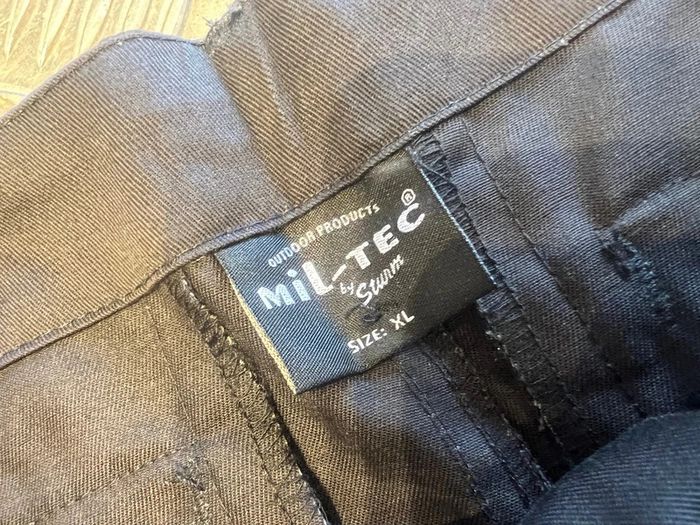 OUTDOOR PRODUCTS
MiL-TEC®
by Sturm
SIZE: XL